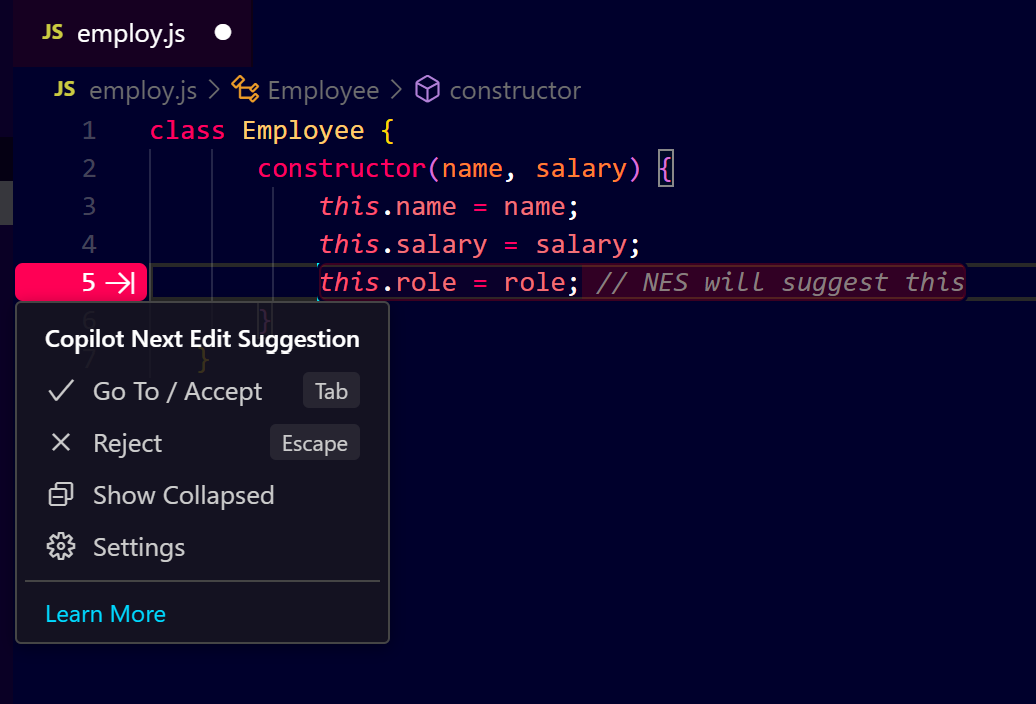 JS employ.js
JS employ.js > Employee > constructor
1 class Employee {
2 constructor(name, salary) {
3 this.name = name;
4 this.salary = salary;
5 this.role = role; // NES will suggest this
6 }
7 }
Copilot Next Edit Suggestion
Go To / Accept Tab
Reject Escape
Show Collapsed
Settings
Learn More